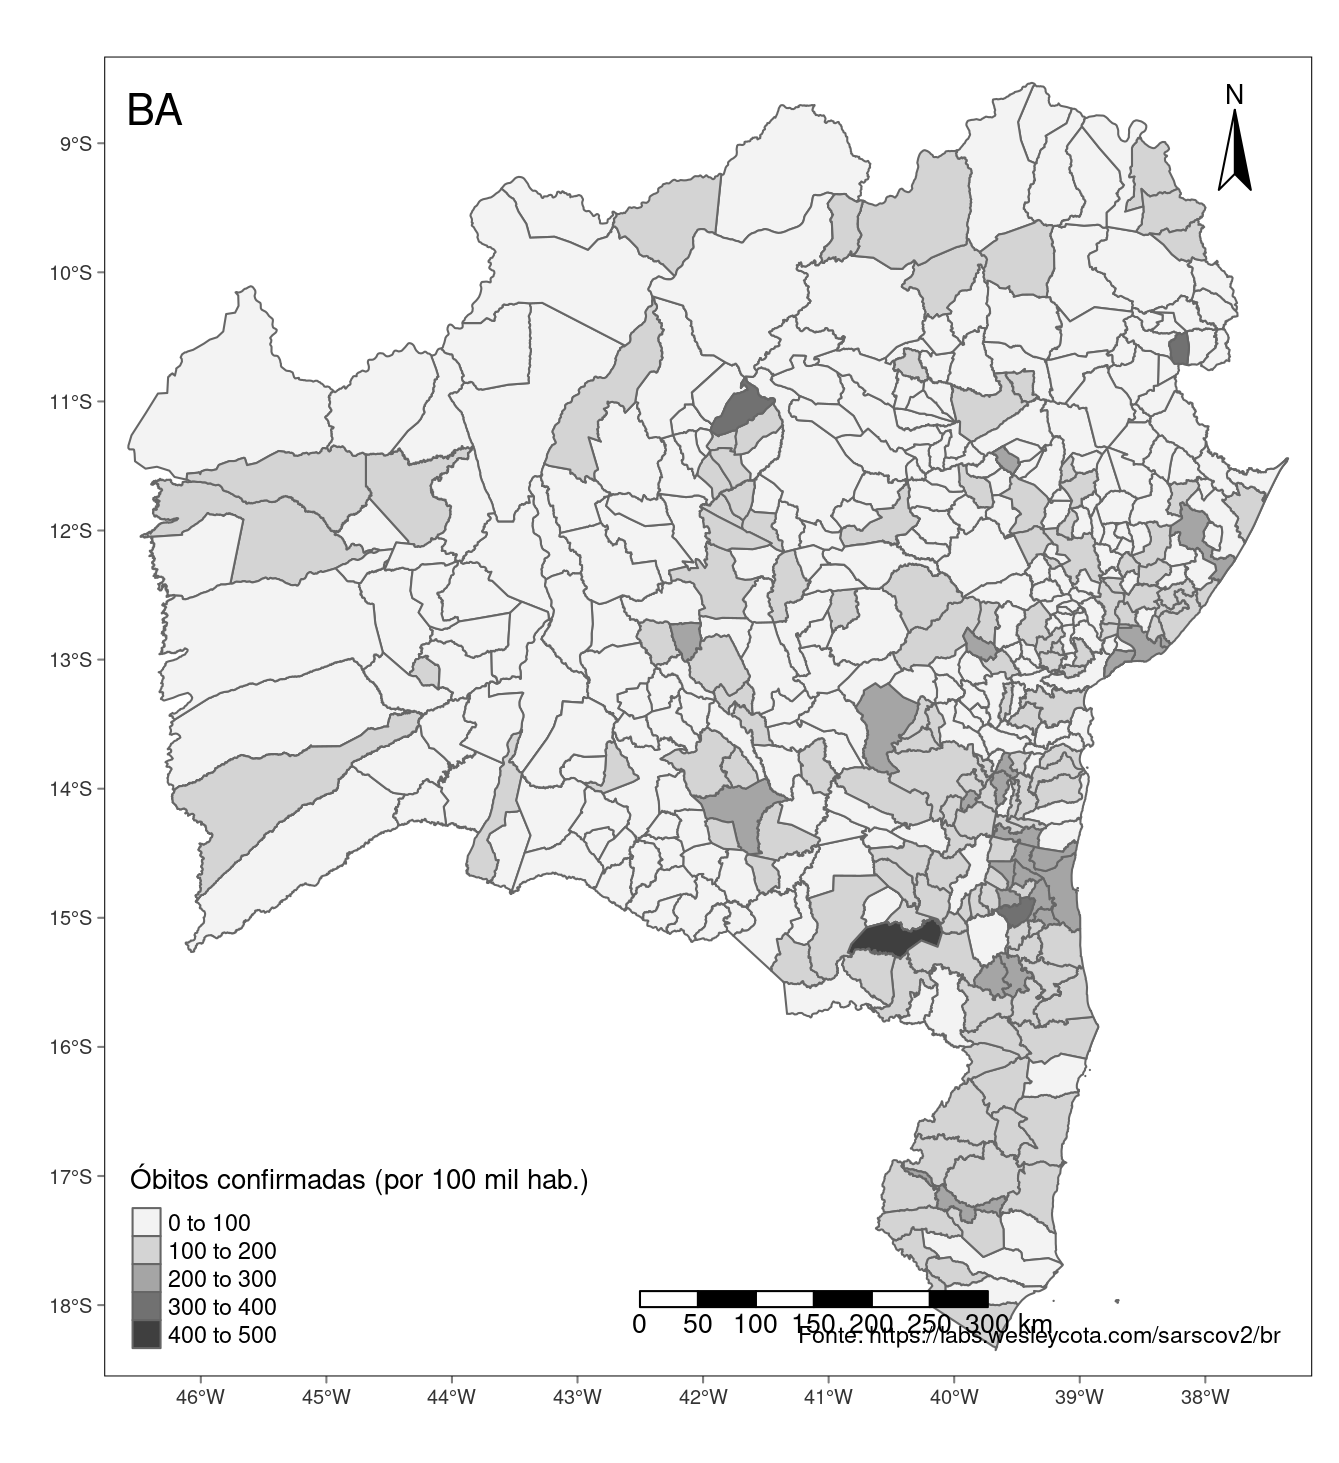 BA
N
9°S
10°S
11°S
12°S
13°S
14°S
15°S
16°S
17°S
18°S
Óbitos confirmadas (por 100 mil hab.)
0 to 100
100 to 200
200 to 300
300 to 400
400 to 500
0 50 100 150 200 250 300 km
Fonte: https://labs.wesleycota.com/sarscov2/br
46°W 45°W 44°W 43°W 42°W 41°W 40°W 39°W 38°W